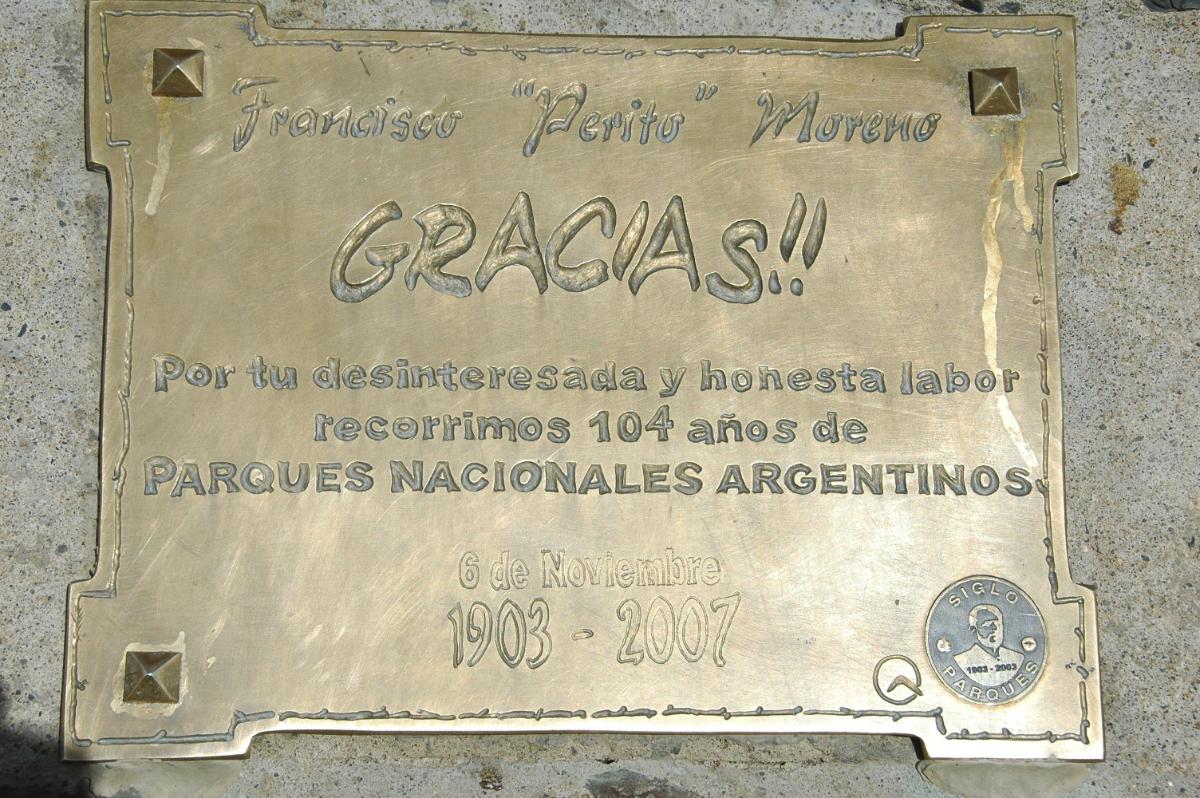 Francisco "Perito" Moreno
GRACIAS!!
Por tu desinteresada y honesta labor
recorrimos 104 años de
PARQUES NACIONALES ARGENTINOS
6 de Noviembre
1903 - 2007
SIGLO
1903 - 2003
PARQUES